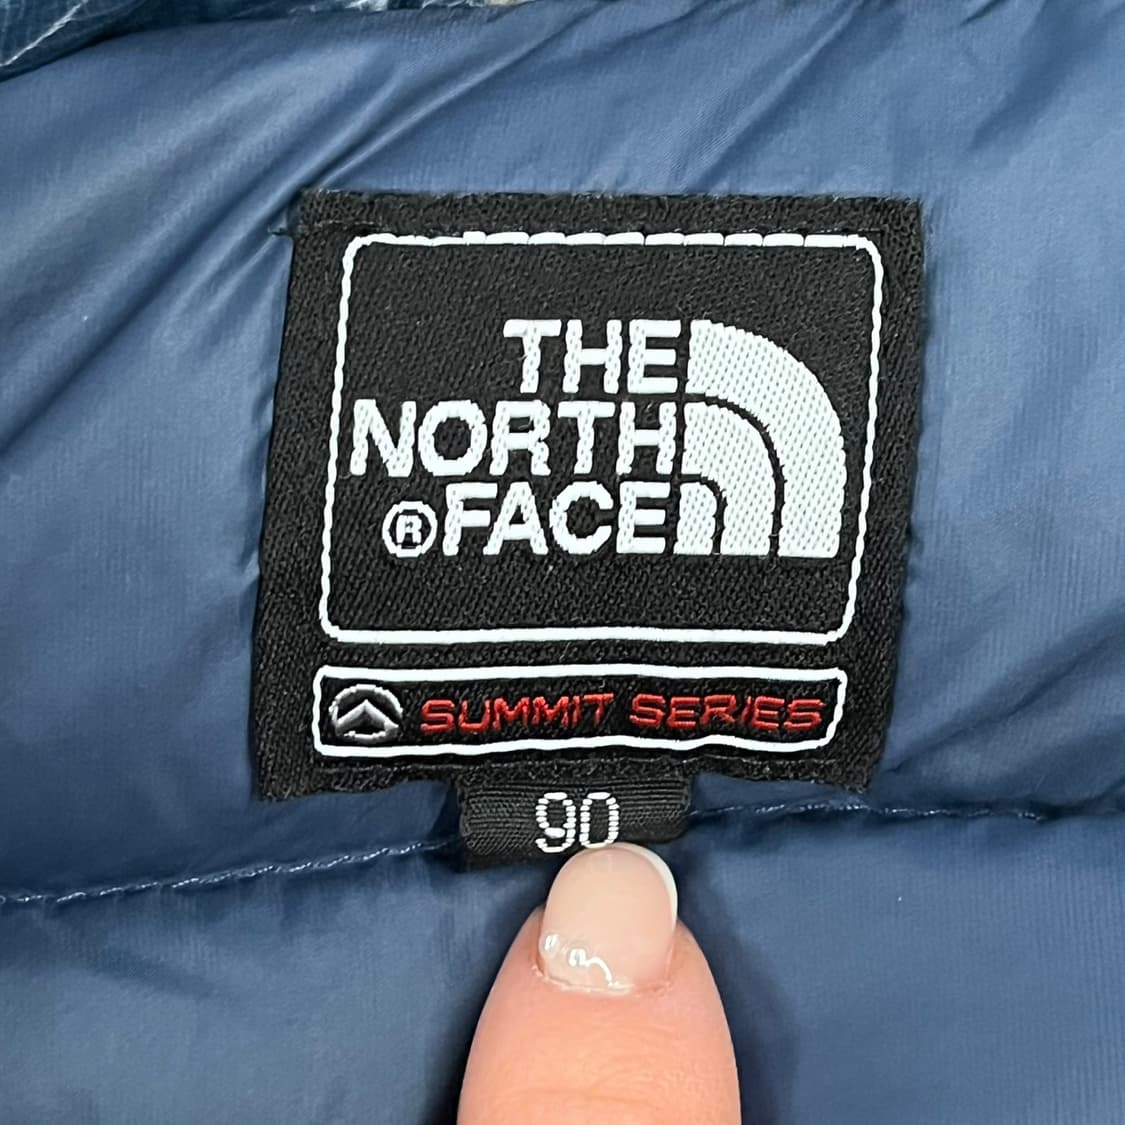 THE
NORTH
®FACE
SUMMIT SERIES
90